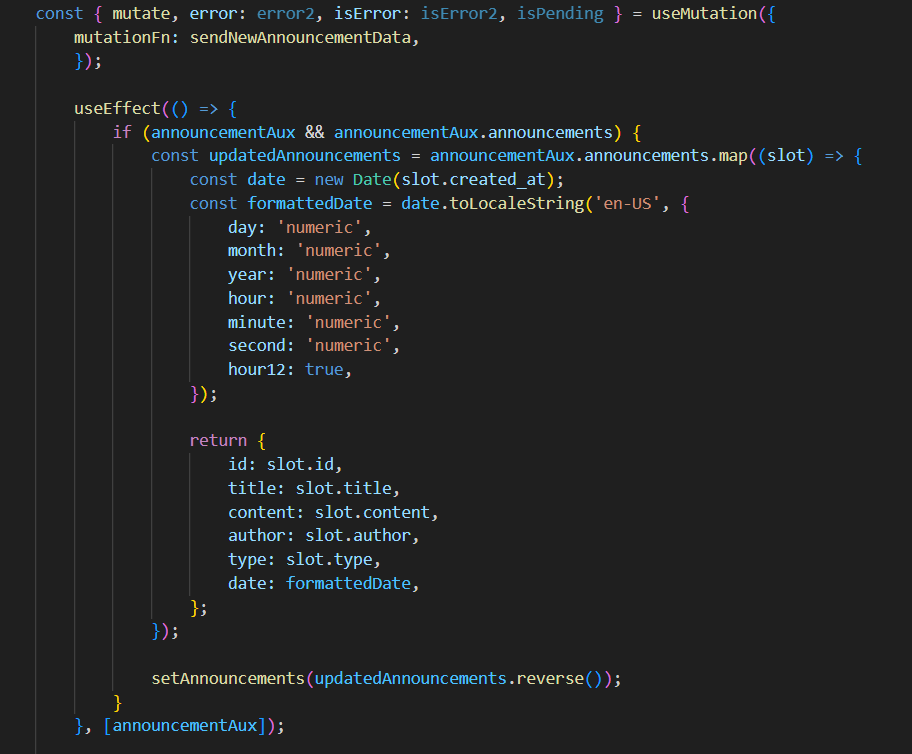 const { mutate, error: error2, isError: isError2, isPending } = useMutation({
    mutationFn: sendNewAnnouncementData,
    });

    useEffect(() => {
        if (announcementAux && announcementAux.announcements) {
            const updatedAnnouncements = announcementAux.announcements.map((slot) => {
                const date = new Date(slot.created_at);
                const formattedDate = date.toLocaleString('en-US', {
                    day: 'numeric',
                    month: 'numeric',
                    year: 'numeric',
                    hour: 'numeric',
                    minute: 'numeric',
                    second: 'numeric',
                    hour12: true,
                });

                return {
                    id: slot.id,
                    title: slot.title,
                    content: slot.content,
                    author: slot.author,
                    type: slot.type,
                    date: formattedDate,
                };
            });

            setAnnouncements(updatedAnnouncements.reverse());
        }
    }, [announcementAux]);